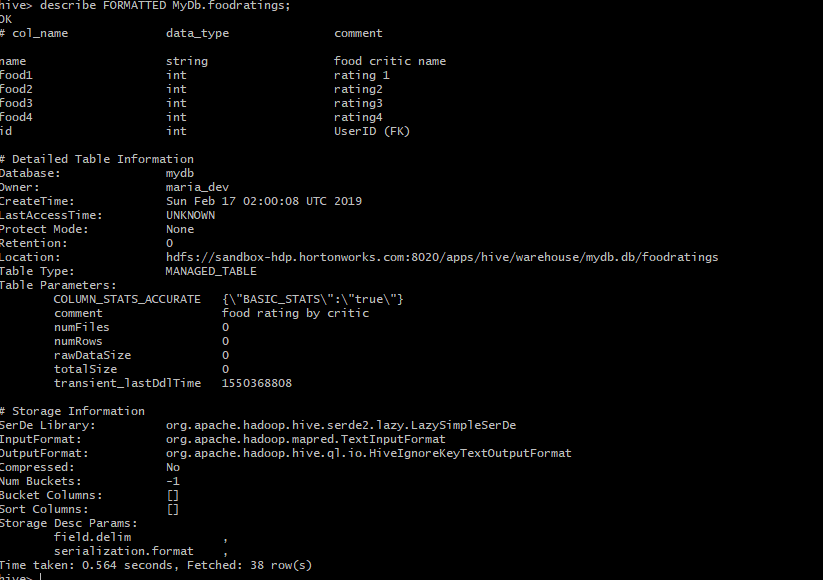 hive> describe FORMATTED MyDb.foodratings;
OK
# col_name data_type comment
name string food critic name
food1 int rating 1
food2 int rating2
food3 int rating3
food4 int rating4
id int UserID (FK)
# Detailed Table Information
Database: mydb
Owner: maria_dev
CreateTime: Sun Feb 17 02:00:08 UTC 2019
LastAccessTime: UNKNOWN
Protect Mode: None
Retention: 0
Location: hdfs://sandbox-hdp.hortonworks.com:8020/apps/hive/warehouse/mydb.db/foodratings
Table Type: MANAGED_TABLE
Table Parameters:
COLUMN_STATS_ACCURATE {\"BASIC_STATS\":\"true\"}
comment food rating by critic
numFiles 0
numRows 0
rawDataSize 0
totalSize 0
transient_lastDdlTime 1550368808
# Storage Information
SerDe Library: org.apache.hadoop.hive.serde2.lazy.LazySimpleSerDe
InputFormat: org.apache.hadoop.mapred.TextInputFormat
OutputFormat: org.apache.hadoop.hive.ql.io.HiveIgnoreKeyTextOutputFormat
Compressed: No
Num Buckets: -1
Bucket Columns: []
Sort Columns: []
Storage Desc Params:
field.delim ,
serialization.format ,
Time taken: 0.564 seconds, Fetched: 38 row(s)
hive>